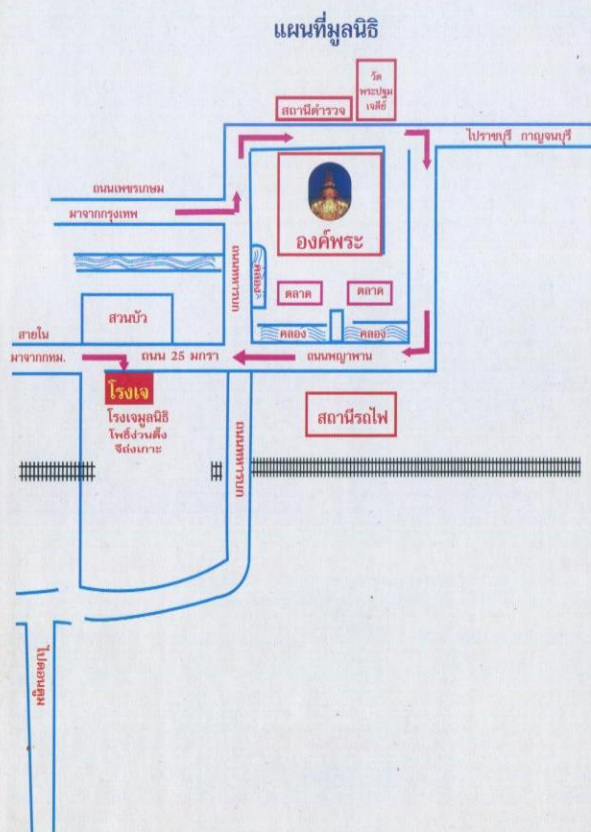 แผนที่มูลนิธิ
วัด
พระปฐม
เจดีย์
สถานีตำรวจ
ไปราชบุรี กาญจนบุรี
ถนนเพชรเกษม
มาจากกรุงเทพ
องค์พระ
ถนนทหารบก
คลอง
ตลาด
ตลาด
สวนบัว
คลอง
คลอง
สายใน
มาจากกทม.
ถนน 25 มกรา
ถนนพญาพาน
โรงเจ
โรงเจมูลนิธิ
โพธิ์ง่วนตึ๊ง
จีถ่งเกาะ
สถานีรถไฟ
ถนนทหารบก
ไปดอนตูม